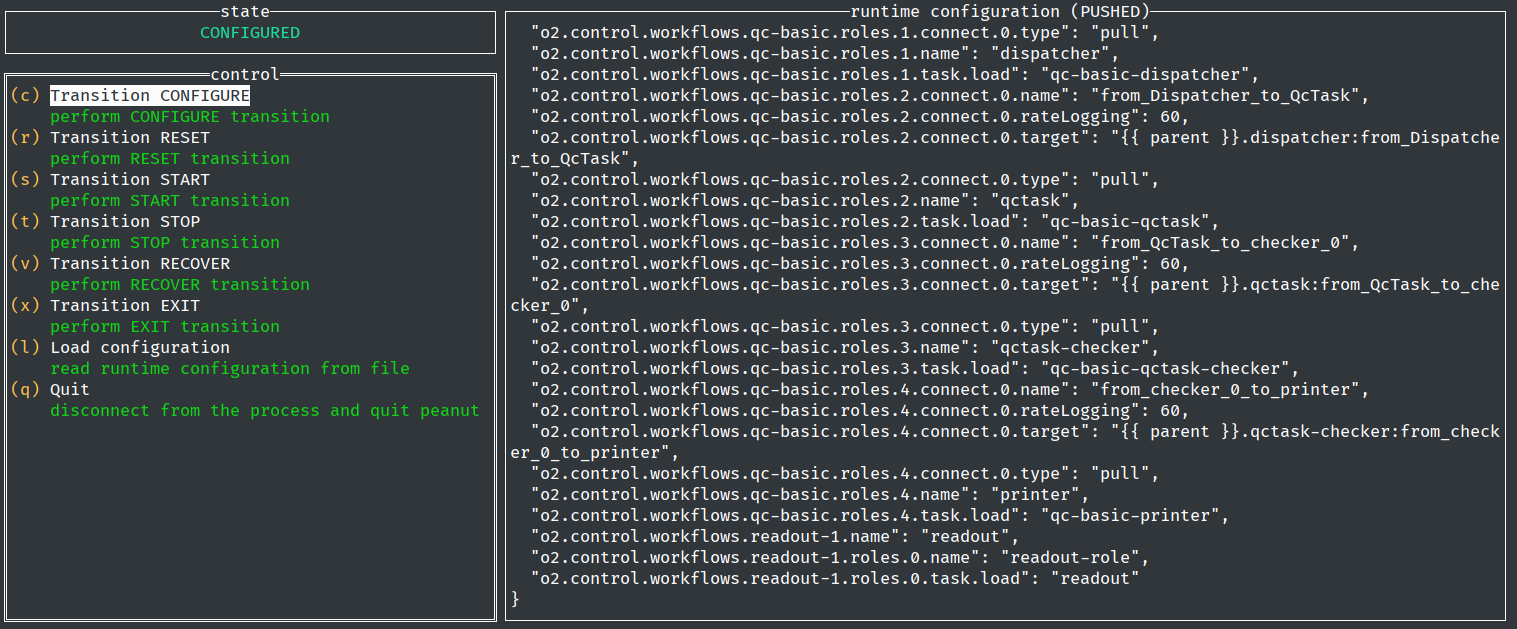 state
CONFIGURED
control
(c) Transition CONFIGURE
perform CONFIGURE transition
(r) Transition RESET
perform RESET transition
(s) Transition START
perform START transition
(t) Transition STOP
perform STOP transition
(v) Transition RECOVER
perform RECOVER transition
(x) Transition EXIT
perform EXIT transition
(l) Load configuration
read runtime configuration from file
(q) Quit
disconnect from the process and quit peanut
runtime configuration (PUSHED)
"o2.control.workflows.qc-basic.roles.1.connect.0.type": "pull",
"o2.control.workflows.qc-basic.roles.1.name": "dispatcher",
"o2.control.workflows.qc-basic.roles.1.task.load": "qc-basic-dispatcher",
"o2.control.workflows.qc-basic.roles.2.connect.0.name": "from_Dispatcher_to_QcTask",
"o2.control.workflows.qc-basic.roles.2.connect.0.rateLogging": 60,
"o2.control.workflows.qc-basic.roles.2.connect.0.target": "{{ parent }}.dispatcher:from_Dispatche
r_to_QcTask",
"o2.control.workflows.qc-basic.roles.2.connect.0.type": "pull",
"o2.control.workflows.qc-basic.roles.2.name": "qctask",
"o2.control.workflows.qc-basic.roles.2.task.load": "qc-basic-qctask",
"o2.control.workflows.qc-basic.roles.3.connect.0.name": "from_QcTask_to_checker_0",
"o2.control.workflows.qc-basic.roles.3.connect.0.rateLogging": 60,
"o2.control.workflows.qc-basic.roles.3.connect.0.target": "{{ parent }}.qctask:from_QcTask_to_che
cker_0",
"o2.control.workflows.qc-basic.roles.3.connect.0.type": "pull",
"o2.control.workflows.qc-basic.roles.3.name": "qctask-checker",
"o2.control.workflows.qc-basic.roles.3.task.load": "qc-basic-qctask-checker",
"o2.control.workflows.qc-basic.roles.4.connect.0.name": "from_checker_0_to_printer",
"o2.control.workflows.qc-basic.roles.4.connect.0.rateLogging": 60,
"o2.control.workflows.qc-basic.roles.4.connect.0.target": "{{ parent }}.qctask-checker:from_check
er_0_to_printer",
"o2.control.workflows.qc-basic.roles.4.connect.0.type": "pull",
"o2.control.workflows.qc-basic.roles.4.name": "printer",
"o2.control.workflows.qc-basic.roles.4.task.load": "qc-basic-printer",
"o2.control.workflows.readout-1.name": "readout",
"o2.control.workflows.readout-1.roles.0.name": "readout-role",
"o2.control.workflows.readout-1.roles.0.task.load": "readout"
}